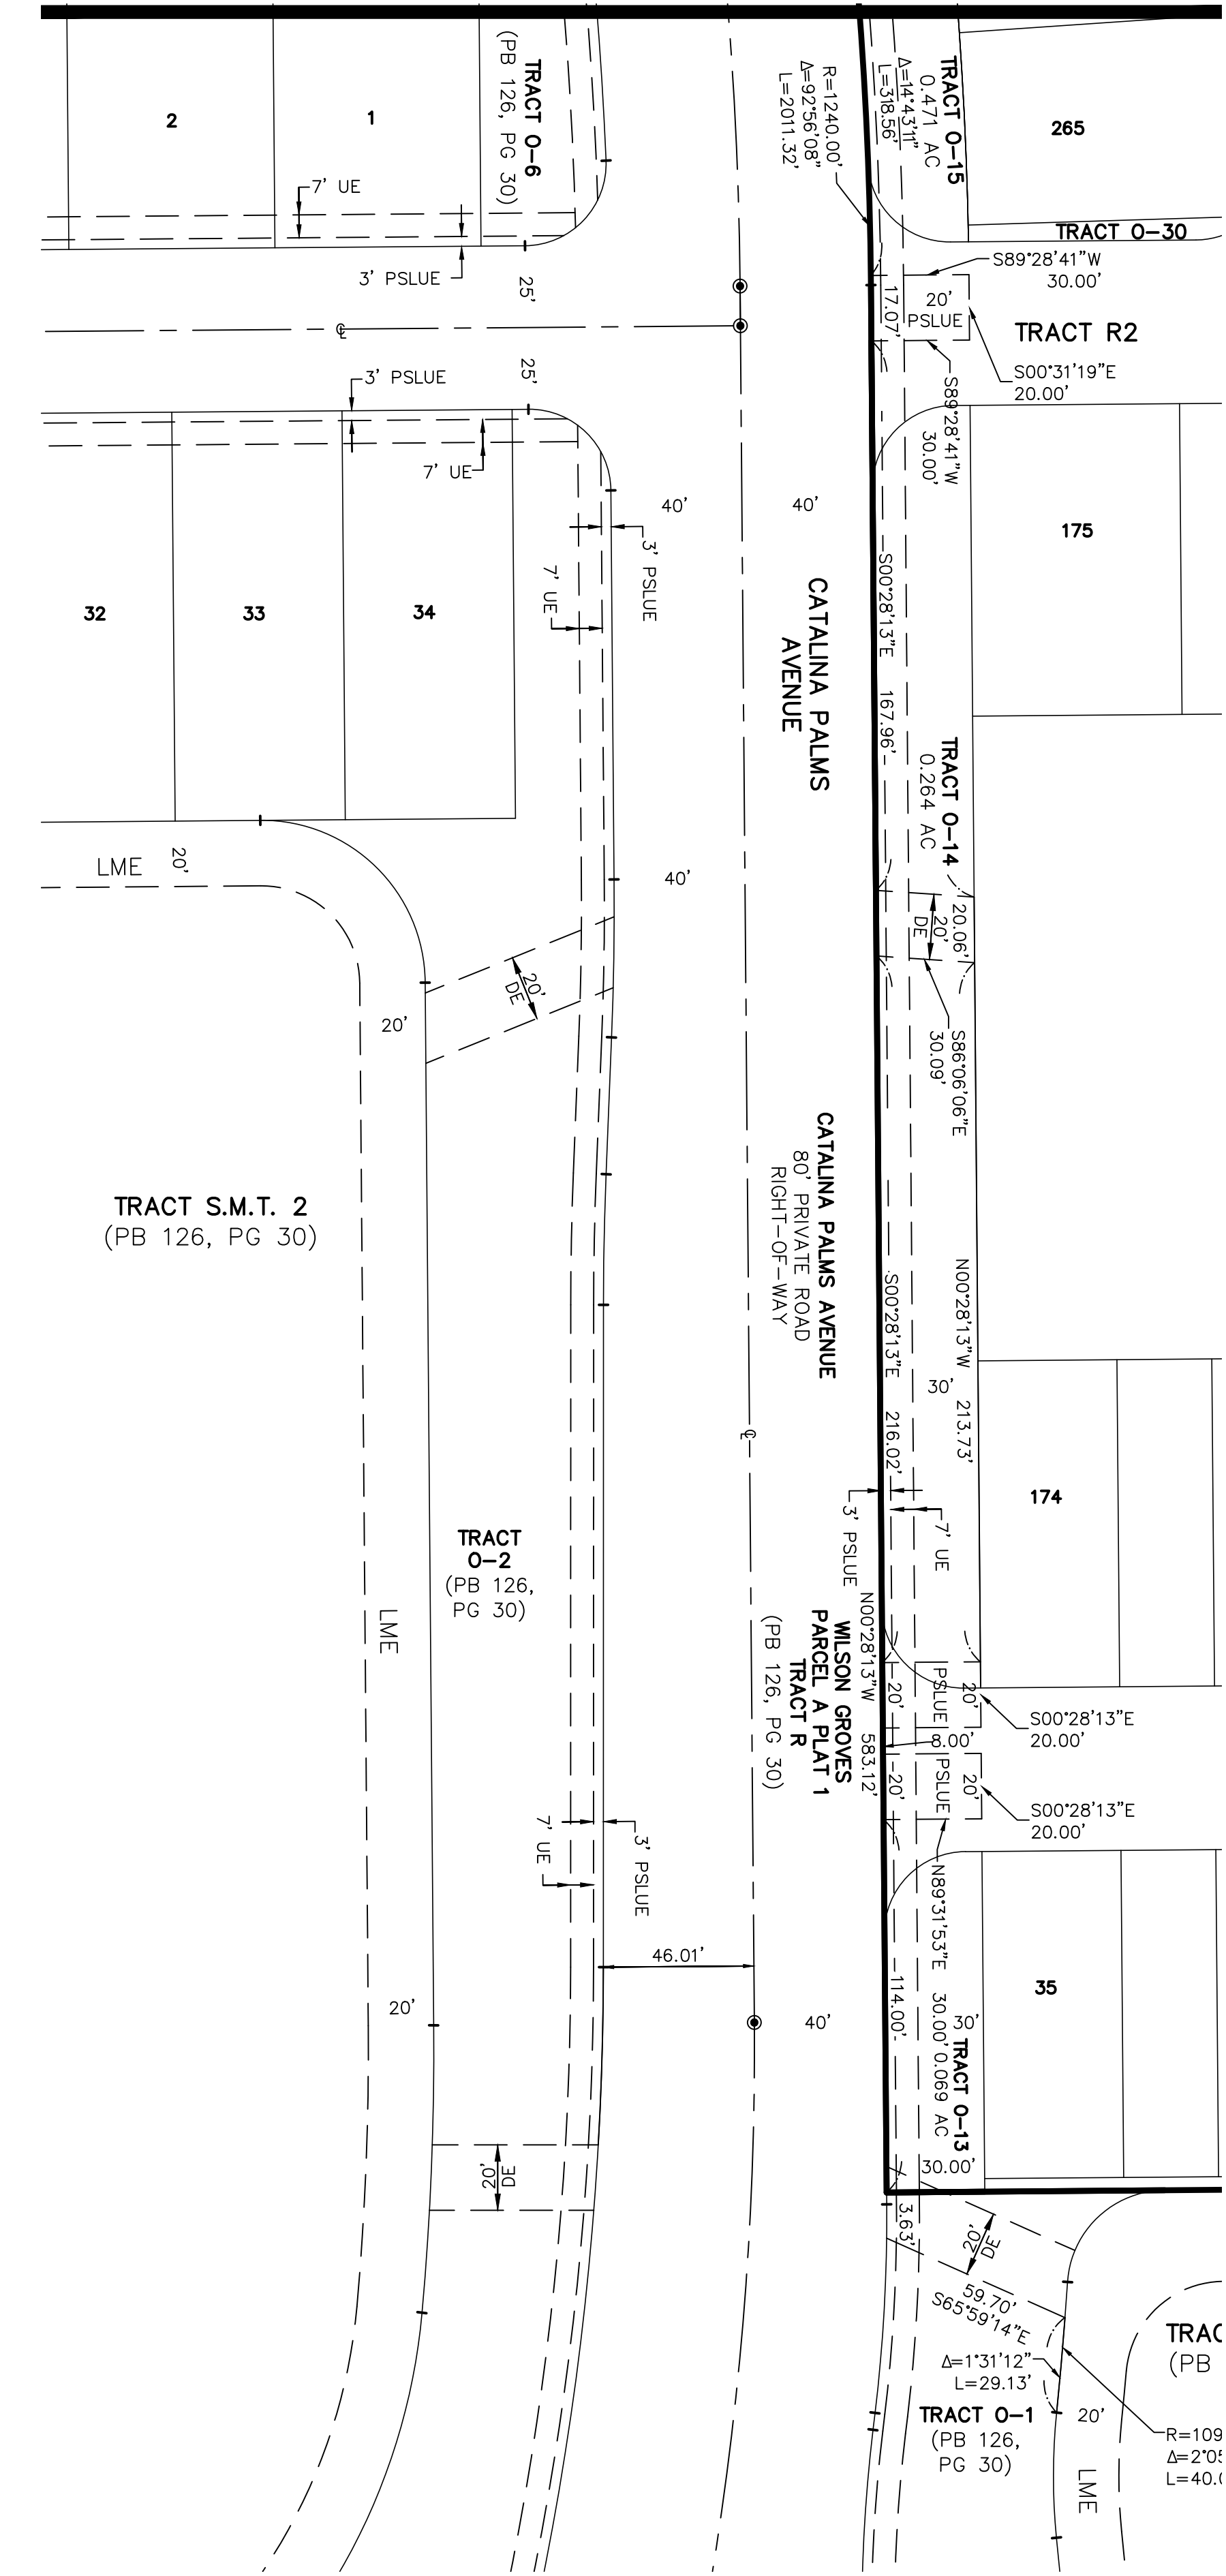 2
1
TRACT O-6
(PB 126, PG 30)
7' UE
3' PSLUE
25'
℄
R=1240.00'
Δ=92°56'08"
L=2011.32'
TRACT O-15
0.471 AC
Δ=14°43'11"
L=318.56'
265
TRACT O-30
S89°28'41"W
30.00'
17.07'
20'
PSLUE
TRACT R2
S00°31'19"E
20.00'
S89°28'41"W
30.00'
3' PSLUE
25'
7' UE
32
33
34
40'
40'
3' PSLUE
7' UE
CATALINA PALMS
AVENUE
175
S00°28'13"E 167.96'
TRACT O-14
0.264 AC
LME
20'
40'
20'
DE
20'
20.06'
20'
DE
S86°06'06"E
30.09'
TRACT S.M.T. 2
(PB 126, PG 30)
CATALINA PALMS AVENUE
80' PRIVATE ROAD
RIGHT-OF-WAY
S00°28'13"E 216.02'
N00°28'13"W 213.73'
30'
℄
174
3' PSLUE
7' UE
TRACT
O-2
(PB 126,
PG 30)
LME
N00°28'13"W 583.12'
WILSON GROVES
PARCEL A PLAT 1
TRACT R
(PB 126, PG 30)
20'
PSLUE
20'
S00°28'13"E
20.00'
8.00'
20'
PSLUE
20'
S00°28'13"E
20.00'
3' PSLUE
7' UE
N89°31'53"E 30.00'
46.01'
40'
20'
114.00'
30'
TRACT O-13
0.069 AC
35
30.00'
DE
20'
3.63'
20'
DE
59.70'
S65°59'14"E
Δ=1°31'12"
L=29.13'
TRACT O-1
(PB 126,
PG 30)
20'
LME
TRAC
(PB
R=109
Δ=2°05
L=40.0